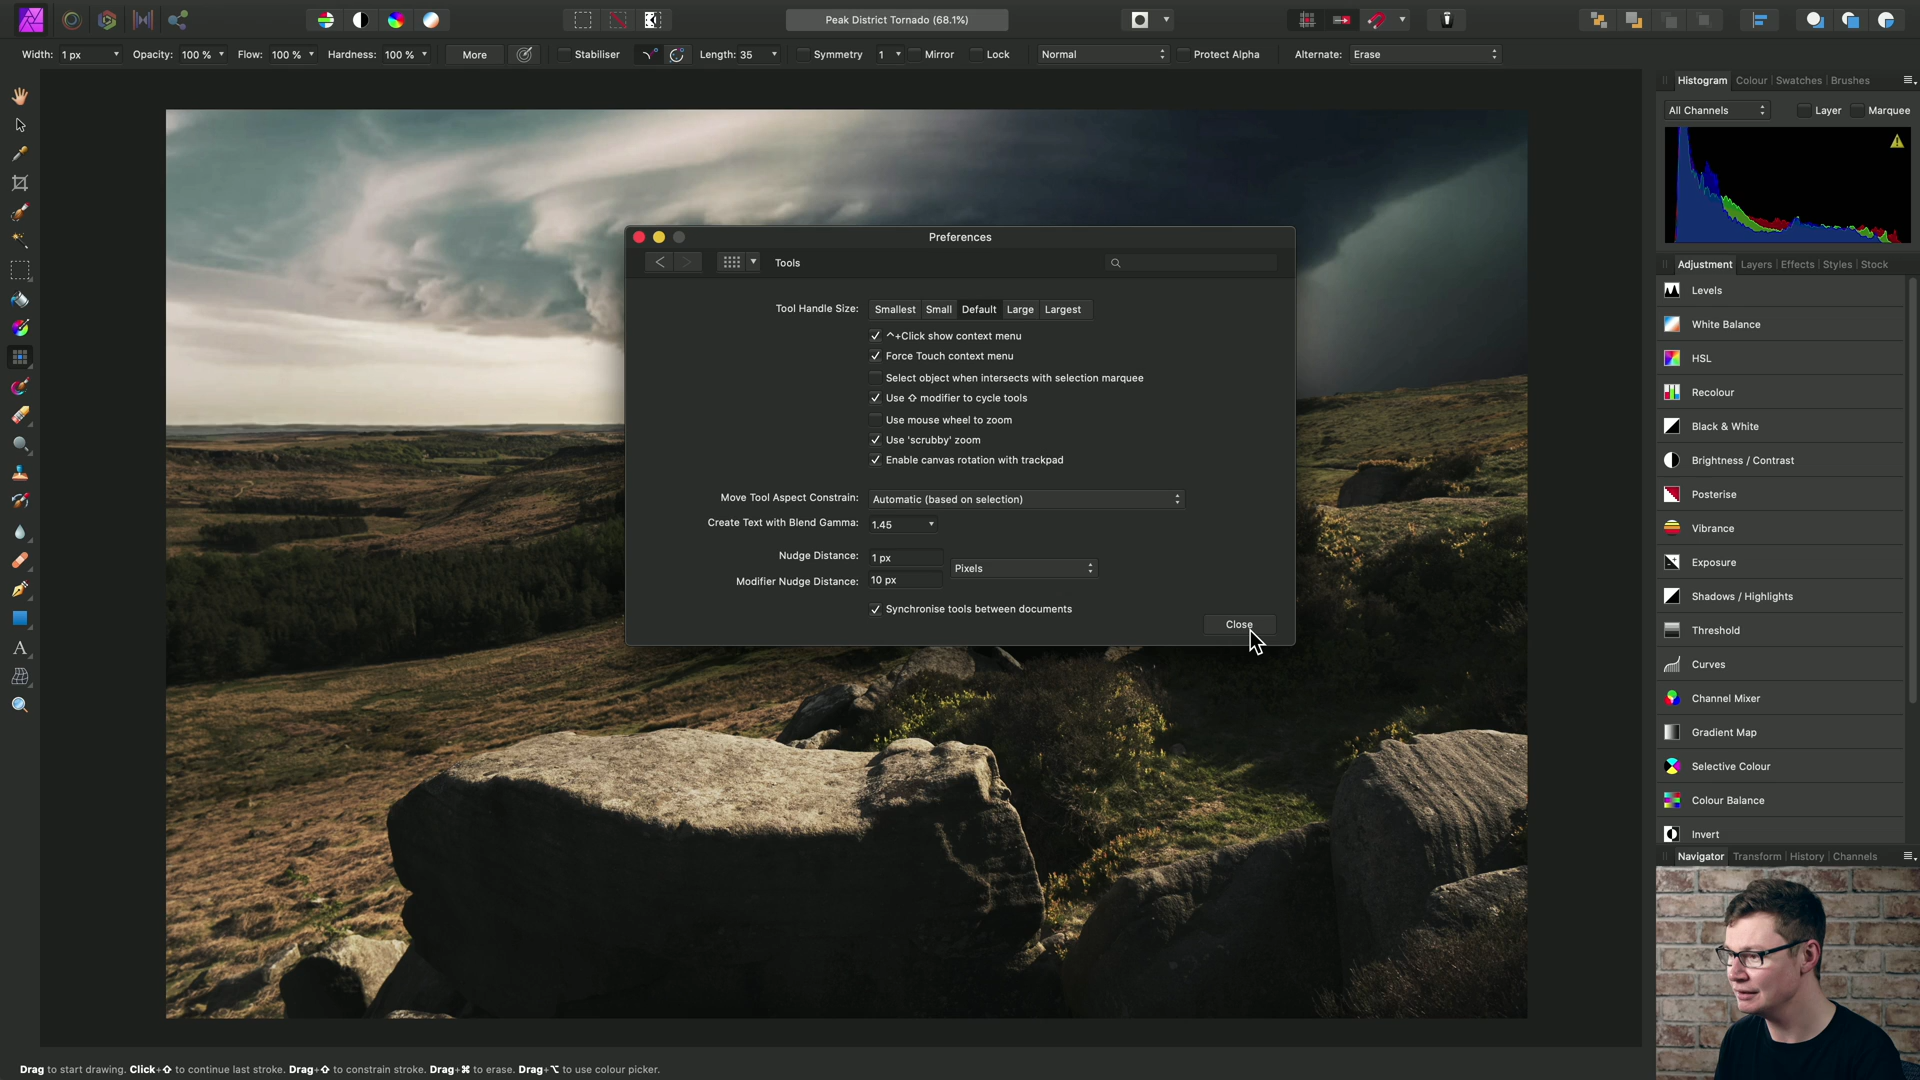 Peak District Tornado (68.1%)
Width: 1 px Opacity: 100 % Flow: 100 % Hardness: 100 % More Stabiliser Length: 35 Symmetry 1 Mirror Lock Normal Protect Alpha Alternate: Erase
Histogram Colour Swatches Brushes
All Channels Layer Marquee
Preferences
Tools
Tool Handle Size: Smallest Small Default Large Largest
^+Click show context menu
Force Touch context menu
Select object when intersects with selection marquee
Use ⇧ modifier to cycle tools
Use mouse wheel to zoom
Use 'scrubby' zoom
Enable canvas rotation with trackpad
Move Tool Aspect Constrain: Automatic (based on selection)
Create Text with Blend Gamma: 1.45
Nudge Distance: 1 px
Pixels
Modifier Nudge Distance: 10 px
Synchronise tools between documents
Close
Adjustment Layers Effects Styles Stock
Levels
White Balance
HSL
Recolour
Black & White
Brightness / Contrast
Posterise
Vibrance
Exposure
Shadows / Highlights
Threshold
Curves
Channel Mixer
Gradient Map
Selective Colour
Colour Balance
Invert
Navigator Transform History Channels
Drag to start drawing. Click+⇧ to continue last stroke. Drag+⇧ to constrain stroke. Drag+⌘ to erase. Drag+⌥ to use colour picker.